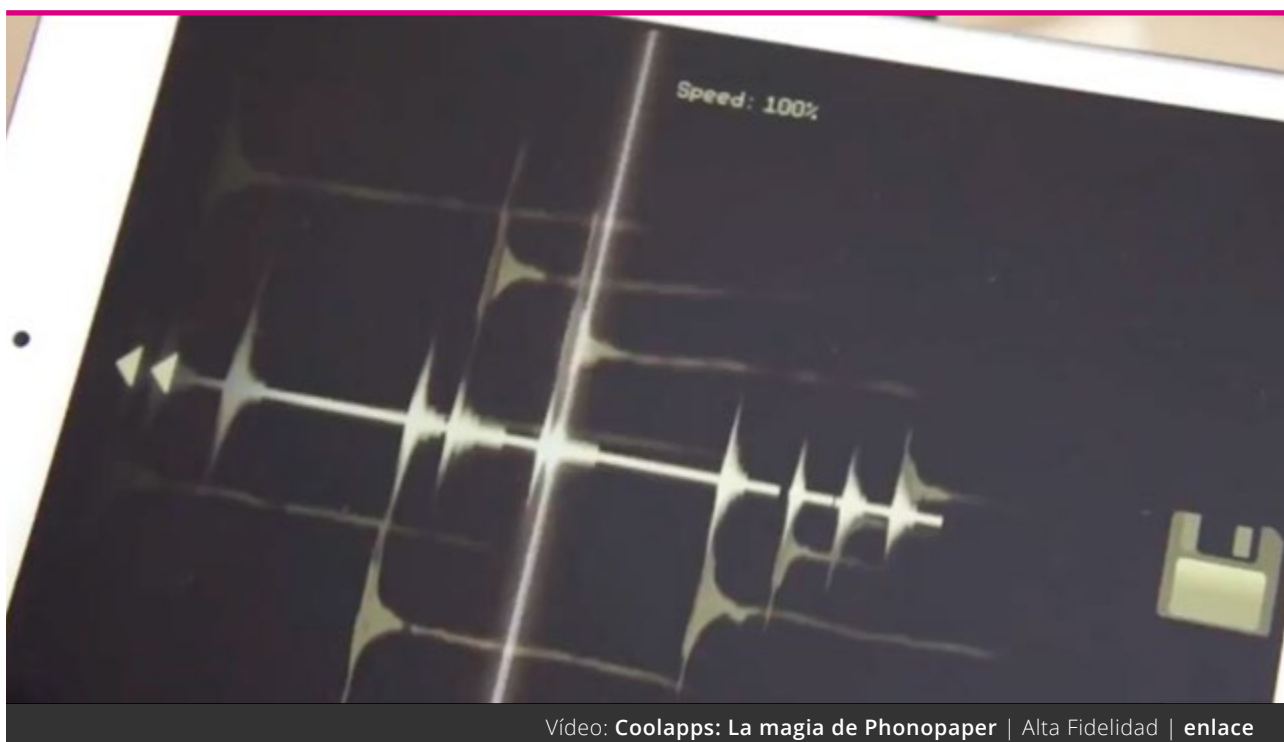 Speed: 100%
Vídeo: Coolapps: La magia de Phonopaper | Alta Fidelidad | enlace